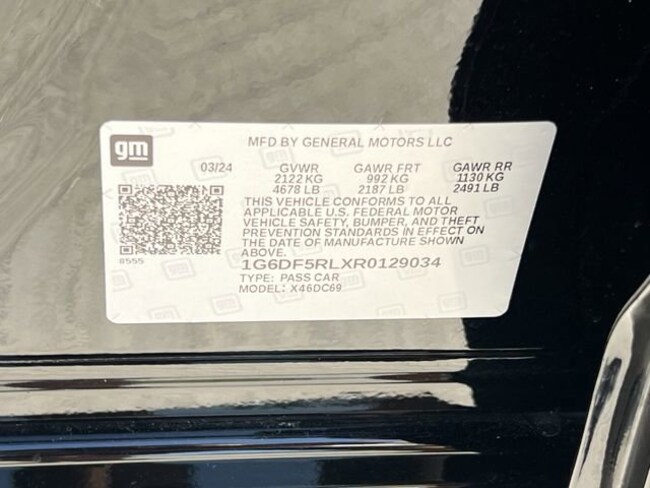 gm
MFD BY GENERAL MOTORS LLC
03/24 GVWR GAWR FRT GAWR RR
2122 KG 992 KG 1130 KG
4678 LB 2187 LB 2491 LB
THIS VEHICLE CONFORMS TO ALL
APPLICABLE U.S. FEDERAL MOTOR
VEHICLE SAFETY, BUMPER, AND THEFT
PREVENTION STANDARDS IN EFFECT ON
THE DATE OF MANUFACTURE SHOWN
ABOVE.
8555
1G6DF5RLXR0129034
TYPE: PASS CAR
MODEL: X46DC69